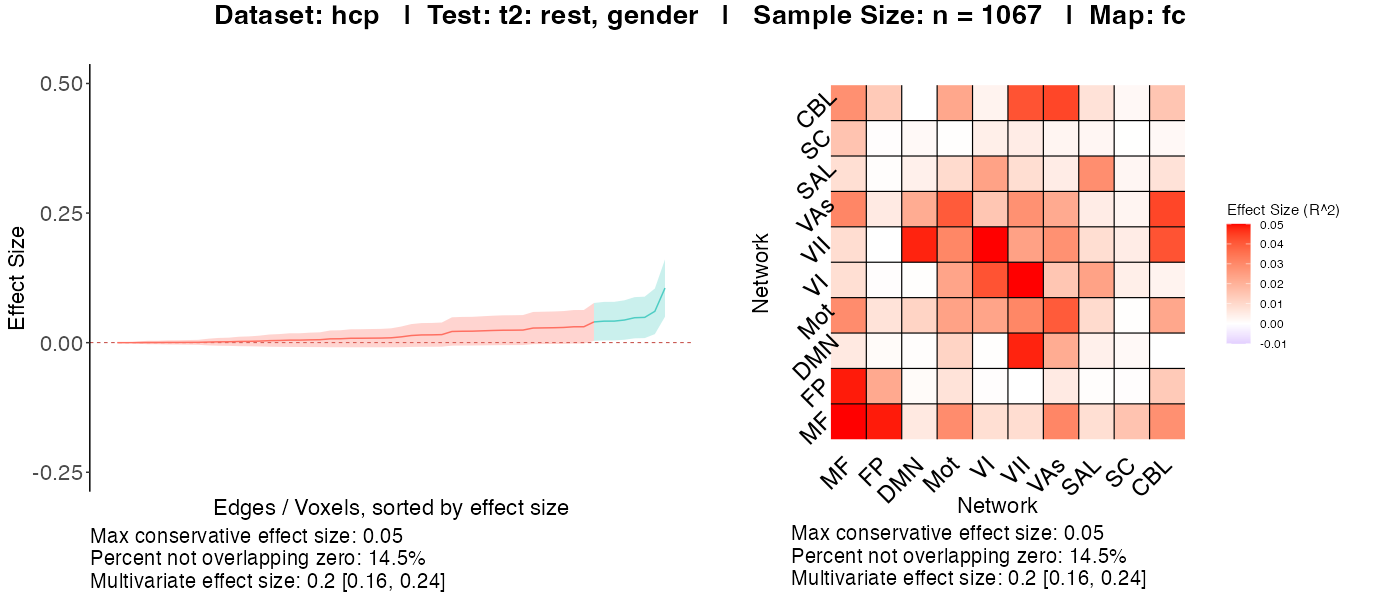 Dataset: hcp | Test: t2: rest, gender | Sample Size: n = 1067 | Map: fc
0.50
0.25
0.00
-0.25
Effect Size
Edges / Voxels, sorted by effect size
Max conservative effect size: 0.05
Percent not overlapping zero: 14.5%
Multivariate effect size: 0.2 [0.16, 0.24]
Network
CBL
SC
SAL
VAs
VII
VI
Mot
DMN
FP
MF
MF
FP
DMN
Mot
VI
VII
VAs
SAL
SC
CBL
Network
Max conservative effect size: 0.05
Percent not overlapping zero: 14.5%
Multivariate effect size: 0.2 [0.16, 0.24]
Effect Size (R^2)
0.05
0.04
0.03
0.02
0.01
0.00
-0.01